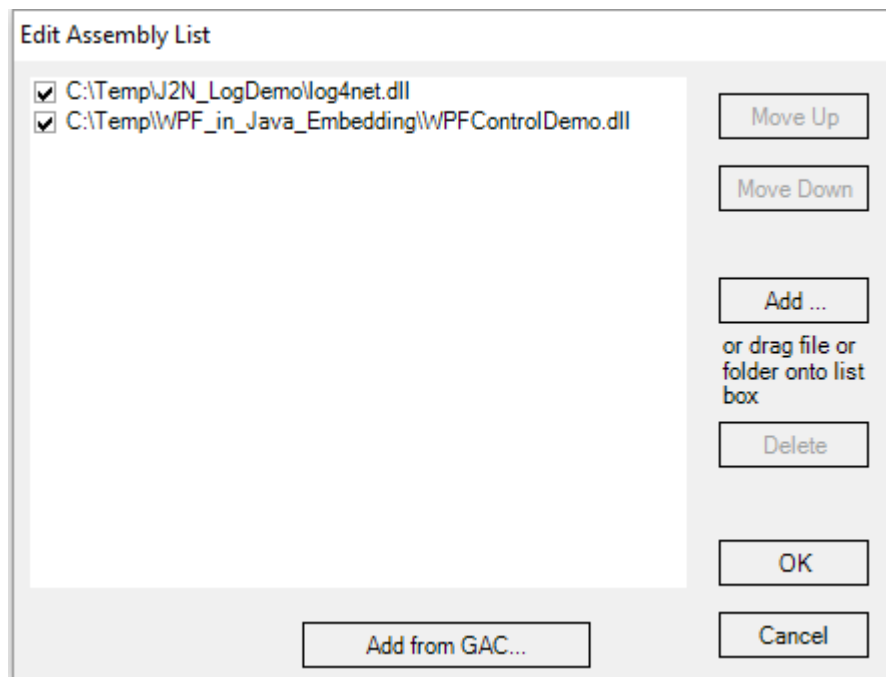 Edit Assembly List
C:\Temp\J2N_LogDemo\log4net.dll
C:\Temp\WPF_in_Java_Embedding\WPFControlDemo.dll
Move Up
Move Down
Add ...
or drag file or
folder onto list
box
Delete
OK
Cancel
Add from GAC...